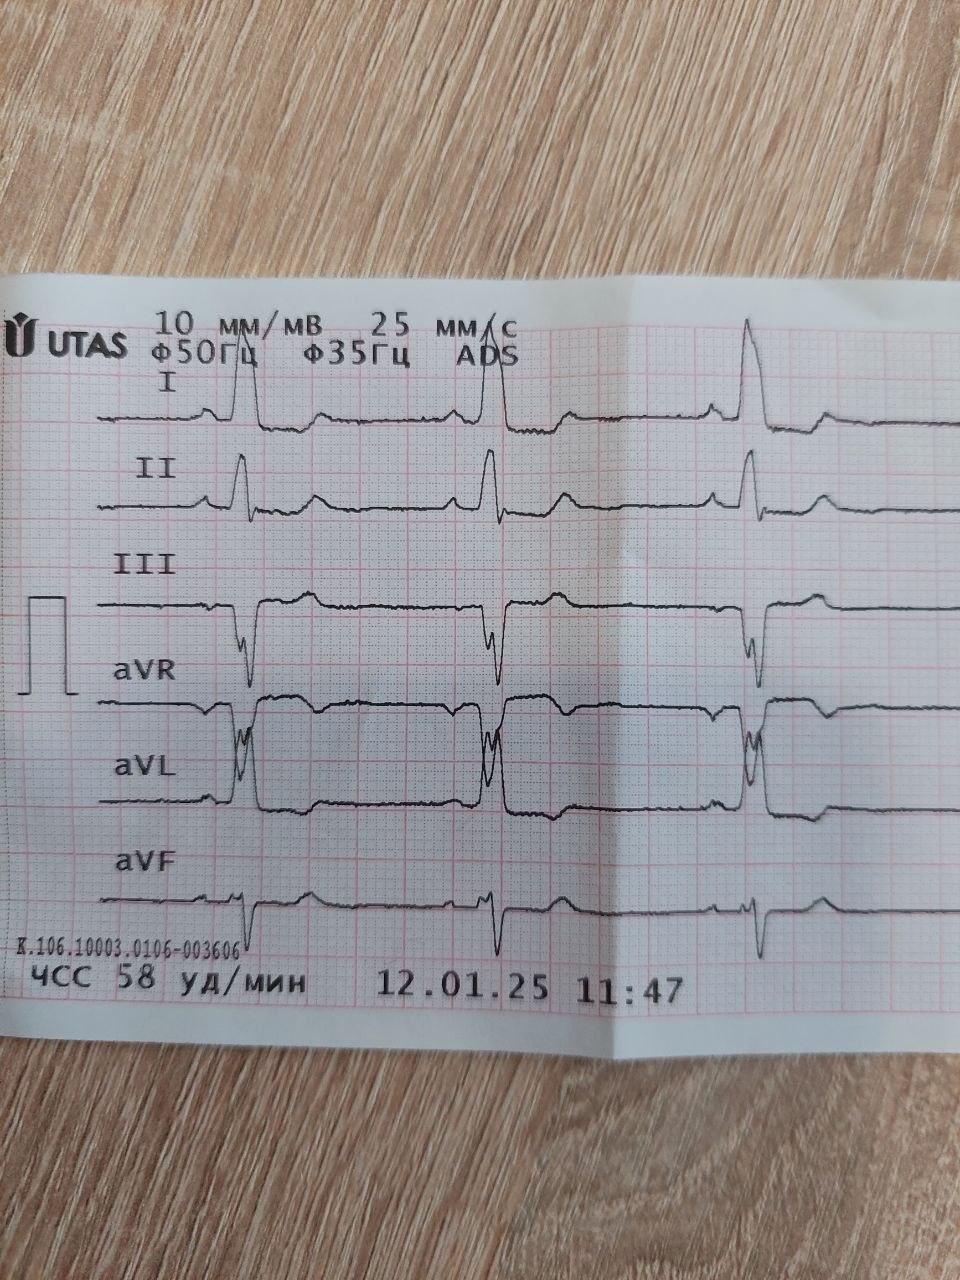 UTAS
10 мм/мВ 25 мм/с
Ф50Гц Ф35Гц ADS
I
II
III
aVR
aVL
aVF
К.106.10003.0106-003606
ЧСС 58 уд/мин 12.01.25 11:47